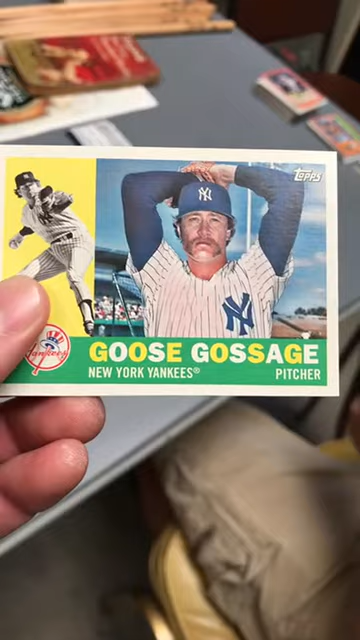 Topps
NY
NY
Yankees
GOOSE GOSSAGE
NEW YORK YANKEES®
PITCHER